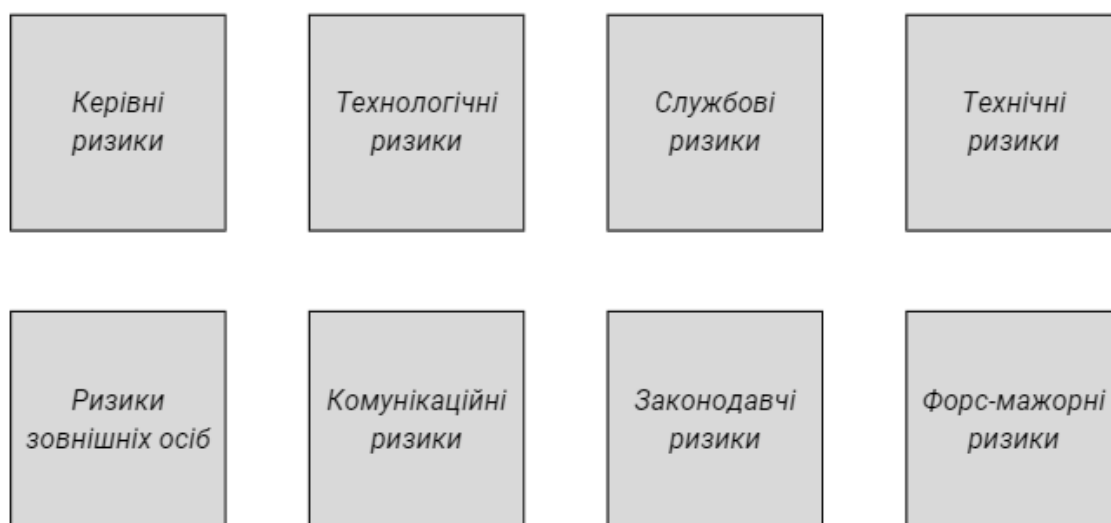 Керівні
ризики
Технологічні
ризики
Службові
ризики
Технічні
ризики
Ризики
зовнішніх осіб
Комунікаційні
ризики
Законодавчі
ризики
Форс-мажорні
ризики